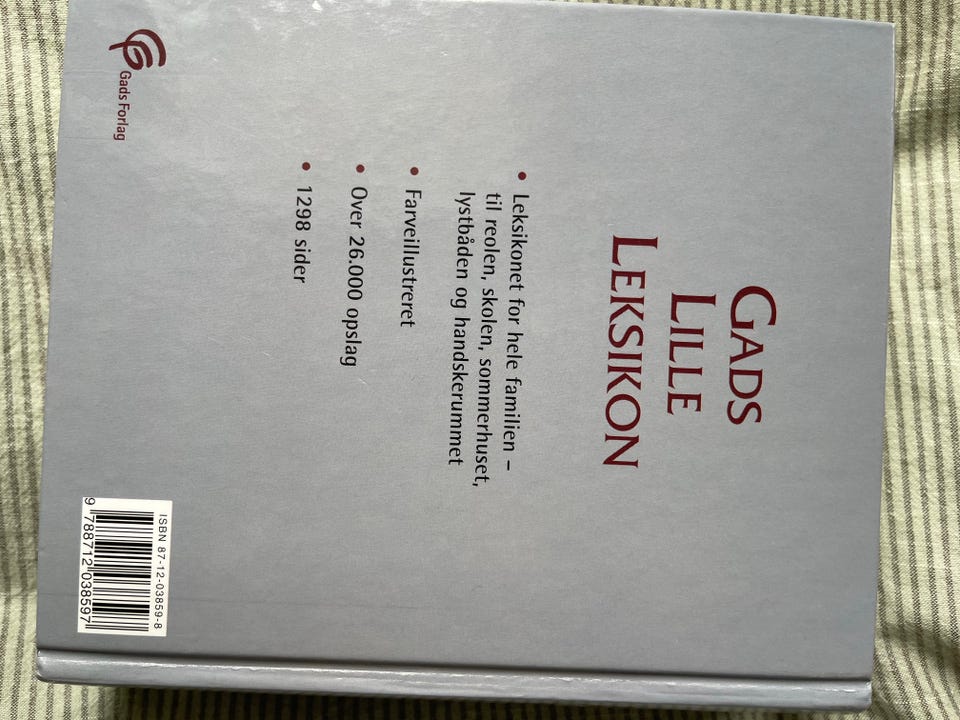 GADS
LILLE
LEKSIKON
• Leksikonet for hele familien –
til reolen, skolen, sommerhuset,
lystbåden og handskerummet
• Farveillustreret
• Over 26.000 opslag
• 1298 sider
Gads Forlag
ISBN 87-12-03859-8
9 788712 038597